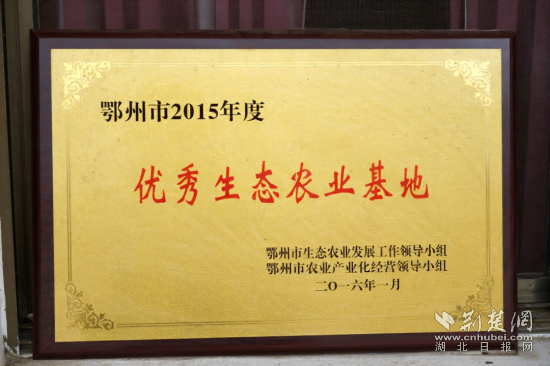 鄂州市2015年度
优秀生态农业基地
鄂州市生态农业发展工作领导小组
鄂州市农业产业化经营领导小组
二〇一六年一月
荆楚网
www.cnhubei.com
湖北日报网